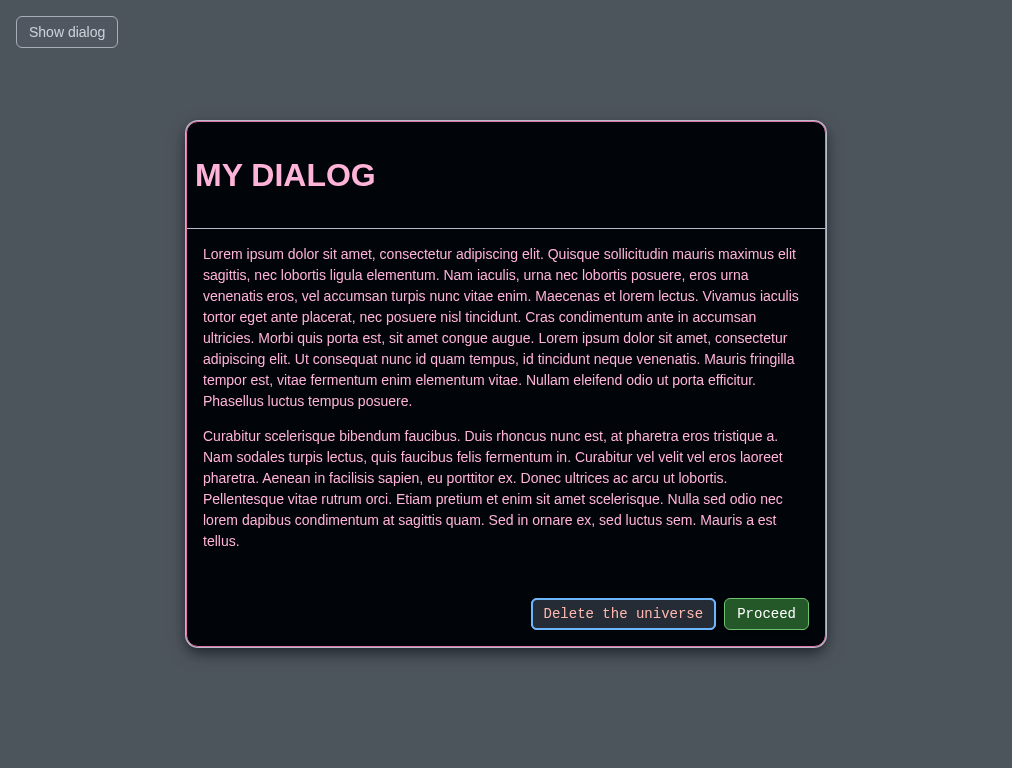 Show dialog
MY DIALOG
Lorem ipsum dolor sit amet, consectetur adipiscing elit. Quisque sollicitudin mauris maximus elit
sagittis, nec lobortis ligula elementum. Nam iaculis, urna nec lobortis posuere, eros urna
venenatis eros, vel accumsan turpis nunc vitae enim. Maecenas et lorem lectus. Vivamus iaculis
tortor eget ante placerat, nec posuere nisl tincidunt. Cras condimentum ante in accumsan
ultricies. Morbi quis porta est, sit amet congue augue. Lorem ipsum dolor sit amet, consectetur
adipiscing elit. Ut consequat nunc id quam tempus, id tincidunt neque venenatis. Mauris fringilla
tempor est, vitae fermentum enim elementum vitae. Nullam eleifend odio ut porta efficitur.
Phasellus luctus tempus posuere.
Curabitur scelerisque bibendum faucibus. Duis rhoncus nunc est, at pharetra eros tristique a.
Nam sodales turpis lectus, quis faucibus felis fermentum in. Curabitur vel velit vel eros laoreet
pharetra. Aenean in facilisis sapien, eu porttitor ex. Donec ultrices ac arcu ut lobortis.
Pellentesque vitae rutrum orci. Etiam pretium et enim sit amet scelerisque. Nulla sed odio nec
lorem dapibus condimentum at sagittis quam. Sed in ornare ex, sed luctus sem. Mauris a est
tellus.
Delete the universe
Proceed